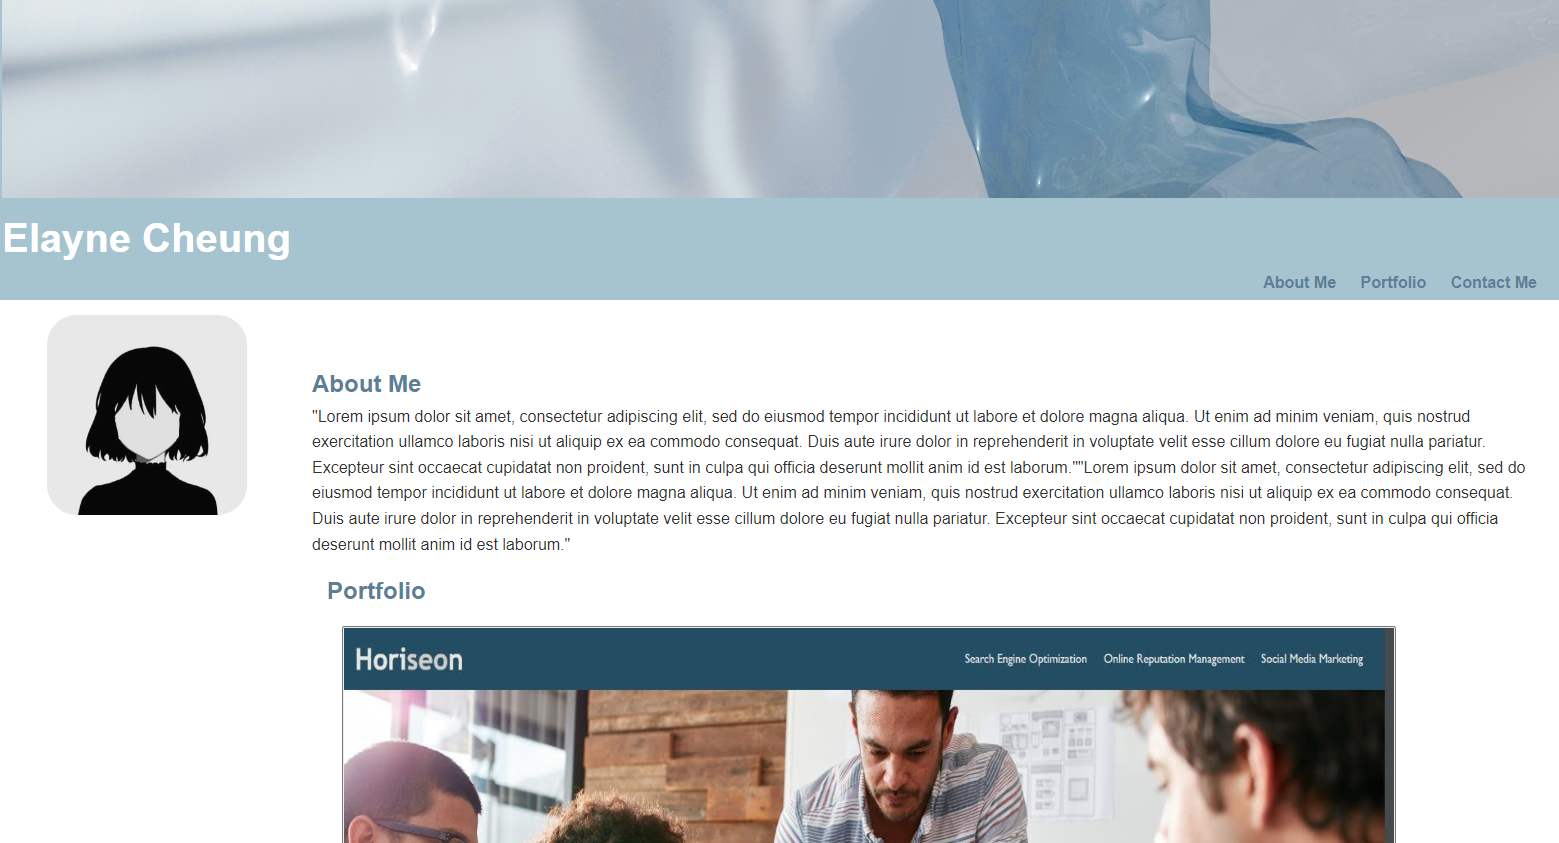 Elayne Cheung
About Me Portfolio Contact Me
About Me
"Lorem ipsum dolor sit amet, consectetur adipiscing elit, sed do eiusmod tempor incididunt ut labore et dolore magna aliqua. Ut enim ad minim veniam, quis nostrud
exercitation ullamco laboris nisi ut aliquip ex ea commodo consequat. Duis aute irure dolor in reprehenderit in voluptate velit esse cillum dolore eu fugiat nulla pariatur.
Excepteur sint occaecat cupidatat non proident, sunt in culpa qui officia deserunt mollit anim id est laborum.""Lorem ipsum dolor sit amet, consectetur adipiscing elit, sed do
eiusmod tempor incididunt ut labore et dolore magna aliqua. Ut enim ad minim veniam, quis nostrud exercitation ullamco laboris nisi ut aliquip ex ea commodo consequat.
Duis aute irure dolor in reprehenderit in voluptate velit esse cillum dolore eu fugiat nulla pariatur. Excepteur sint occaecat cupidatat non proident, sunt in culpa qui officia
deserunt mollit anim id est laborum."
Portfolio
Horiseon
Search Engine Optimization Online Reputation Management Social Media Marketing